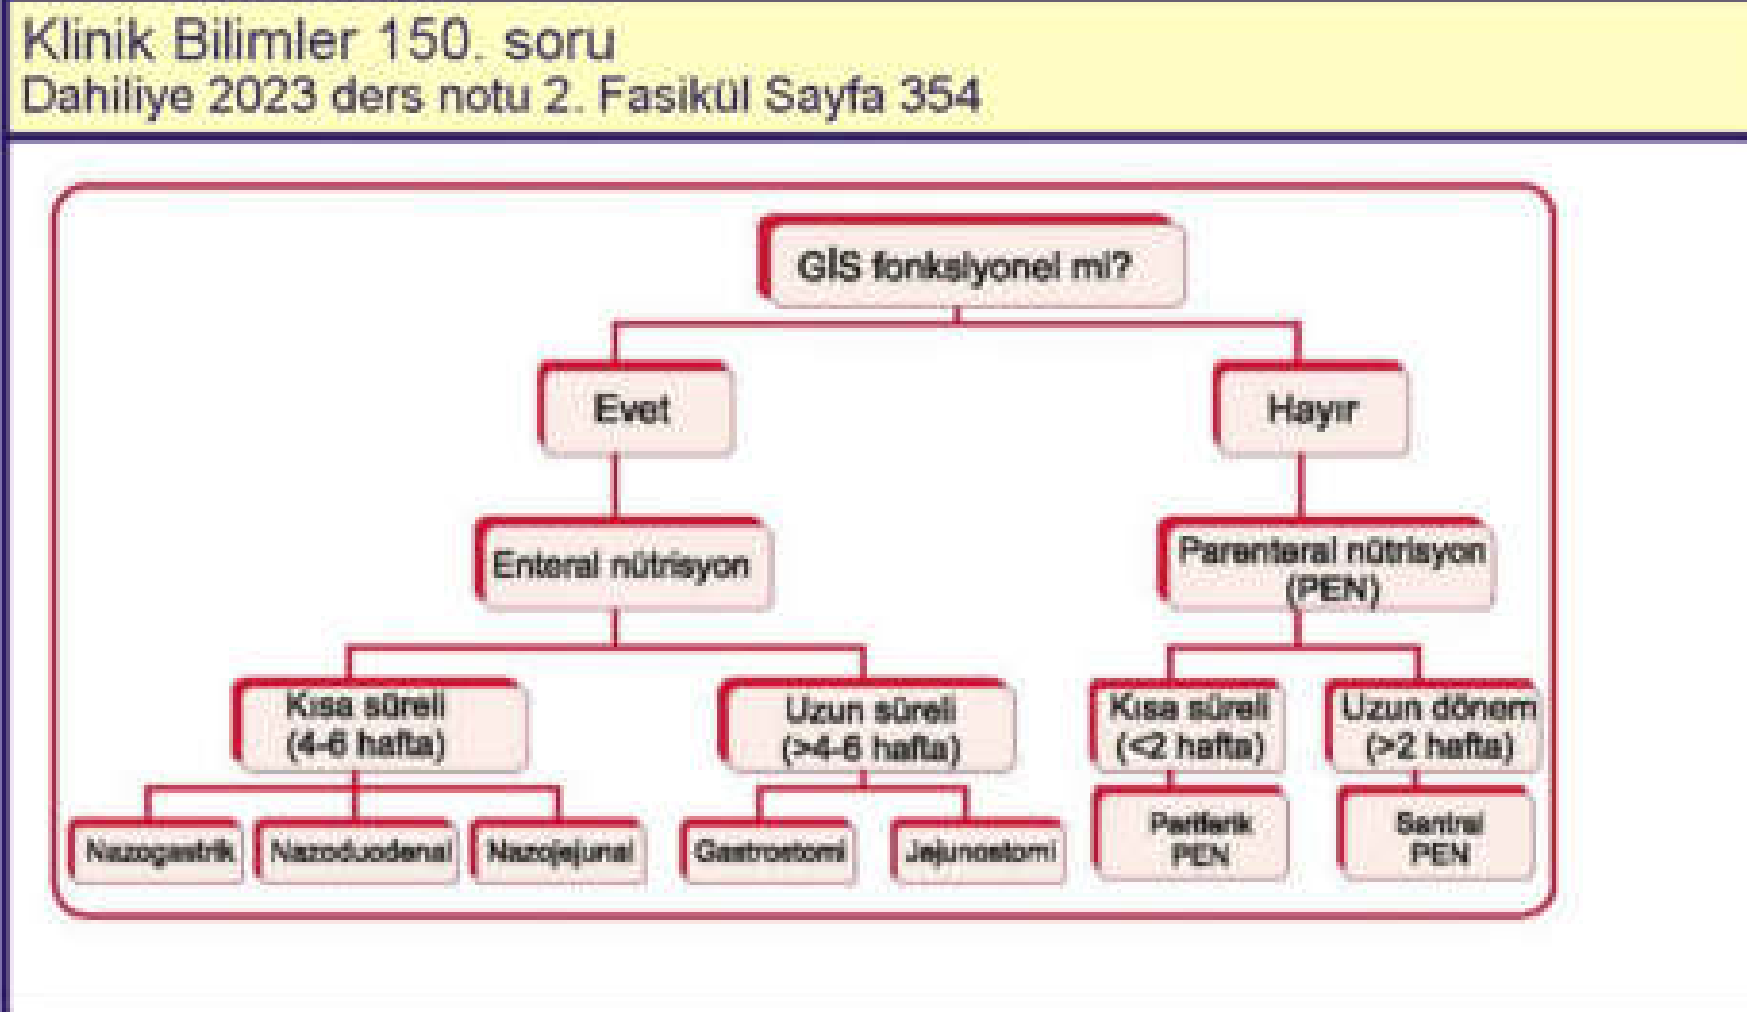 Klinik Bilimler 150. soru
Dahiliye 2023 ders notu 2. Fasikül Sayfa 354
GİS fonksiyonel mi?
Evet
Hayır
Enteral nütrisyon
Parenteral nütrisyon
(PEN)
Kısa süreli
(4-6 hafta)
Uzun süreli
(>4-6 hafta)
Kısa süreli
(<2 hafta)
Uzun dönem
(>2 hafta)
Nazogastrik
Nazoduodenal
Nazojejunal
Gastrostomi
Jejunostomi
Periferik
PEN
Santral
PEN